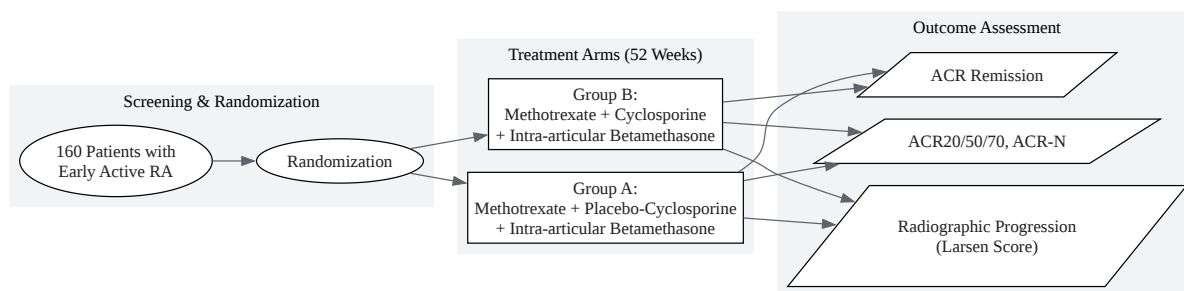 Screening & Randomization
160 Patients with
Early Active RA
Randomization
Treatment Arms (52 Weeks)
Group B:
Methotrexate + Cyclosporine
+ Intra-articular Betamethasone
Group A:
Methotrexate + Placebo-Cyclosporine
+ Intra-articular Betamethasone
Outcome Assessment
ACR Remission
ACR20/50/70, ACR-N
Radiographic Progression
(Larsen Score)